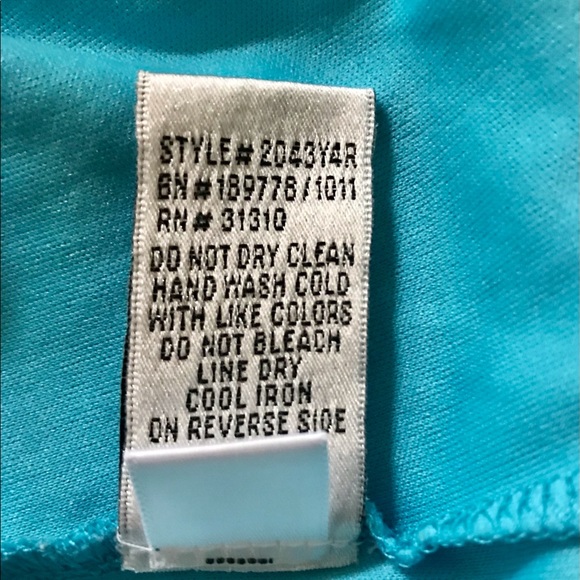 STYLE# 2043Y4R
BN #189778/1011
RN# 31310
DO NOT DRY CLEAN
HAND WASH COLD
WITH LIKE COLORS
DO NOT BLEACH
LINE DRY
COOL IRON
ON REVERSE SIDE